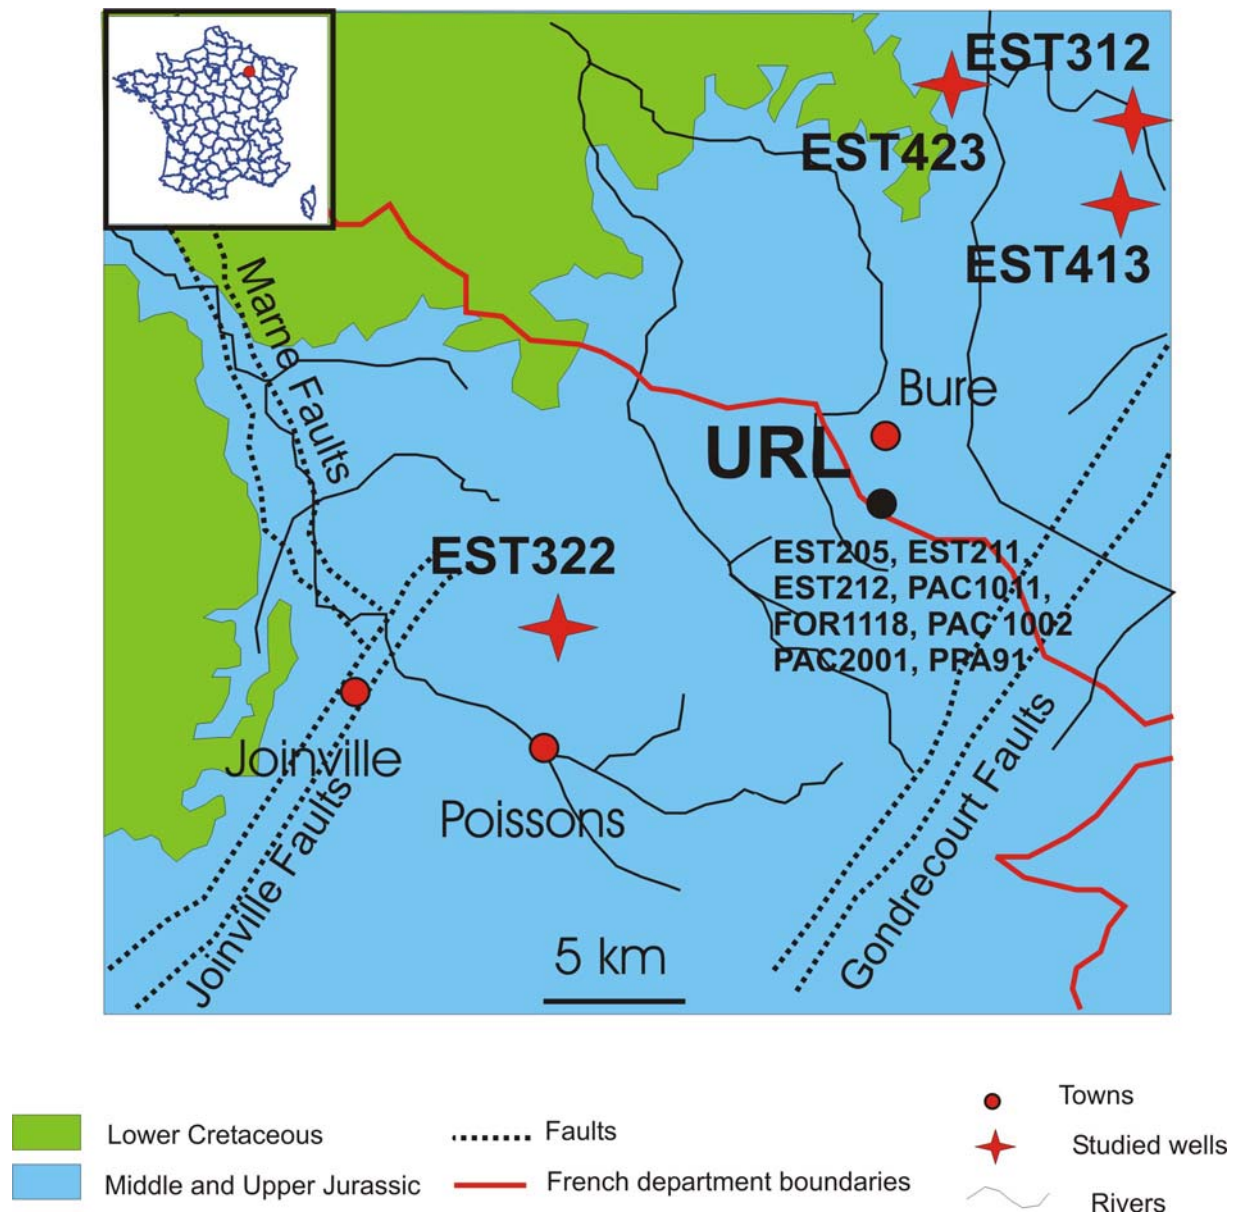 EST312
EST423
EST413
Marne Faults
Bure
URL
EST322
EST205, EST211,
EST212, PAC1011,
FOR1118, PAC 1002
PAC2001, PPA91
Joinville
Poissons
Joinville Faults
Gondrecourt Faults
5 km
Lower Cretaceous
Faults
Towns
Middle and Upper Jurassic
French department boundaries
Studied wells
Rivers